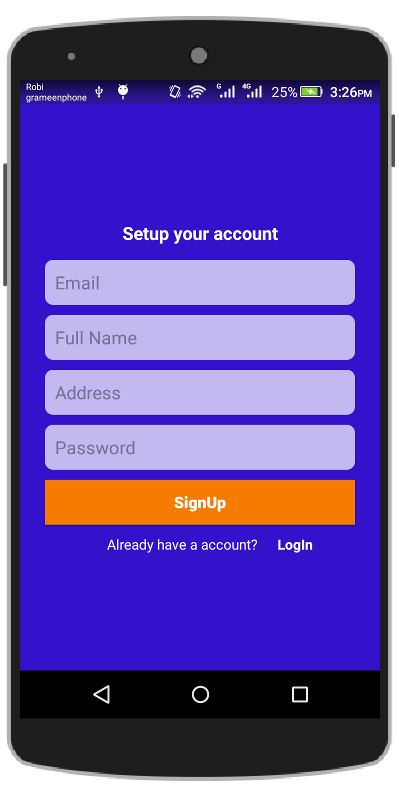 Robi
grameenphone
G 4G 25% 3:26PM
Setup your account
Email
Full Name
Address
Password
SignUp
Already have a account? LogIn